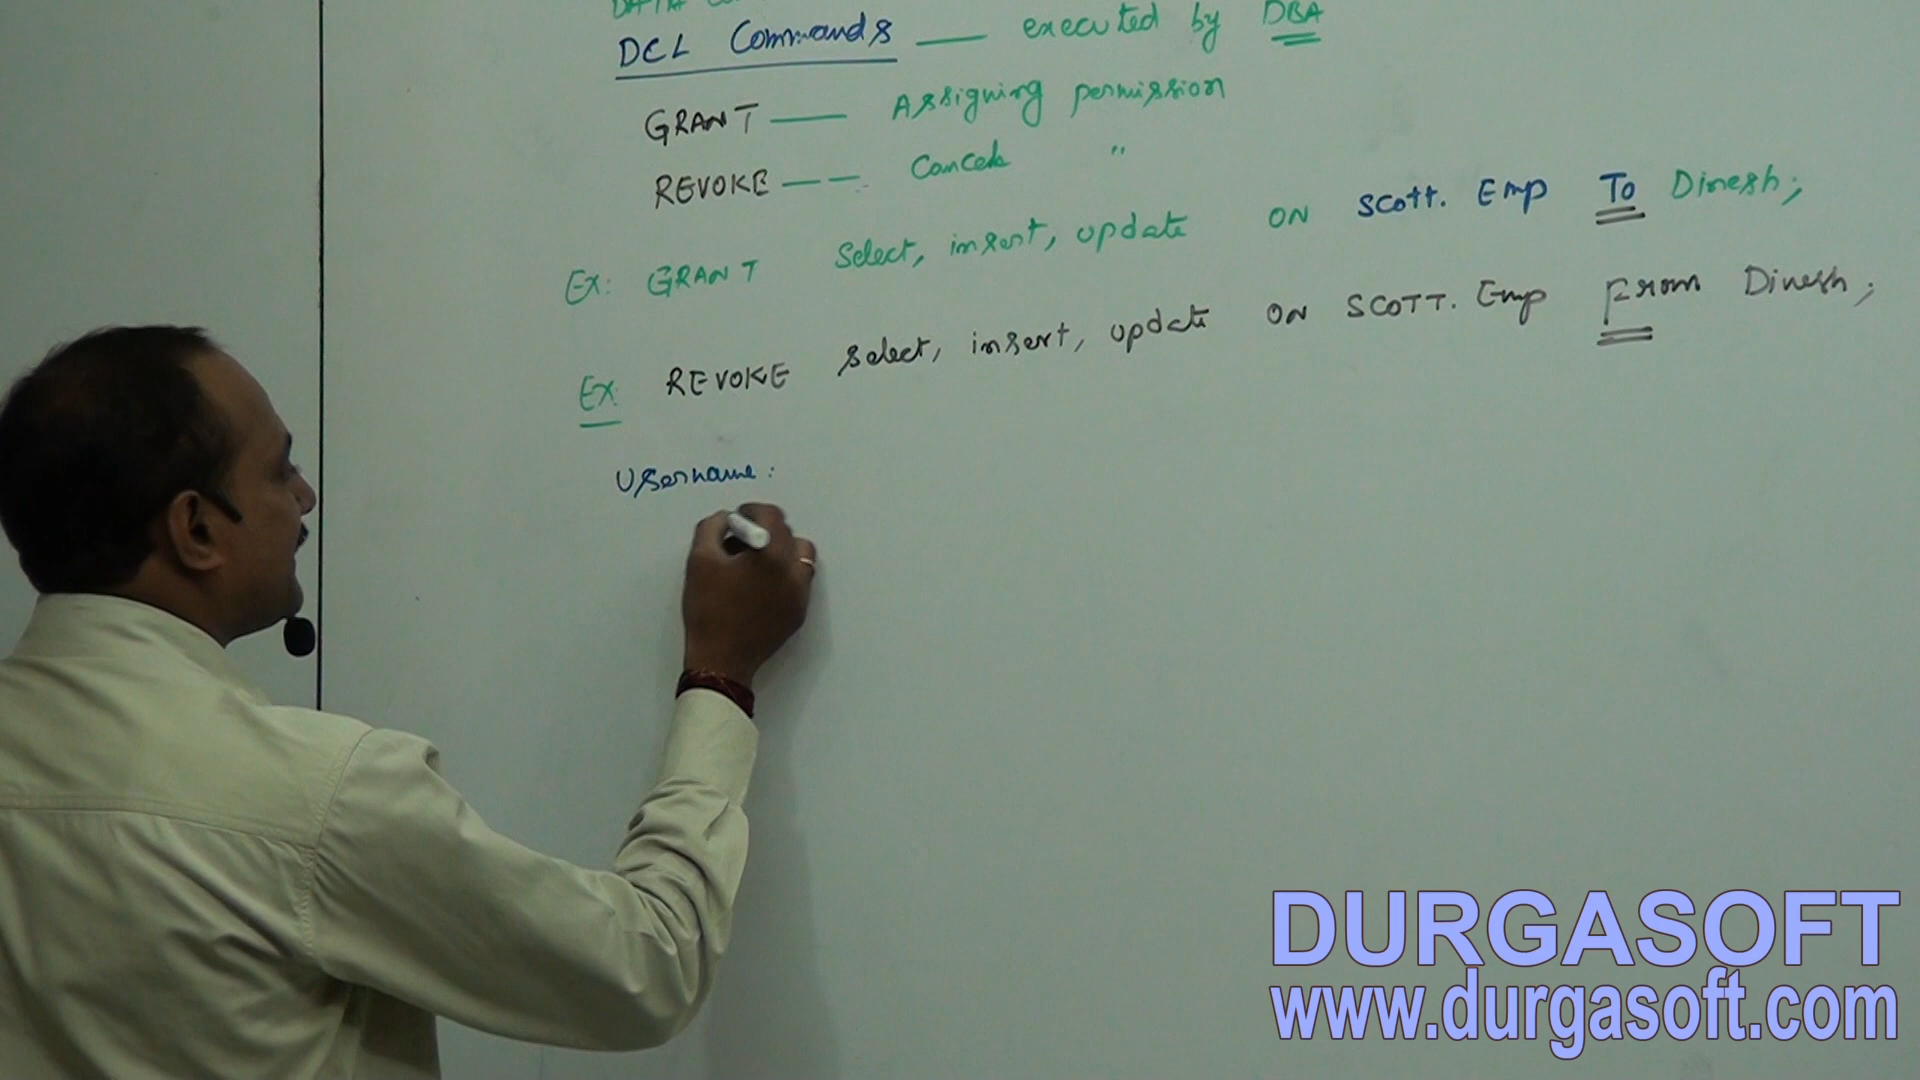 DATA
DCL Commands — executed by DBA
GRANT — Assigning permission
REVOKE — — Cancel "
Ex: GRANT Select, insert, update ON scott. Emp To Dinesh;
Ex: REVOKE select, insert, update ON SCOTT. Emp From Dinesh;
Username:
DURGASOFT
www.durgasoft.com